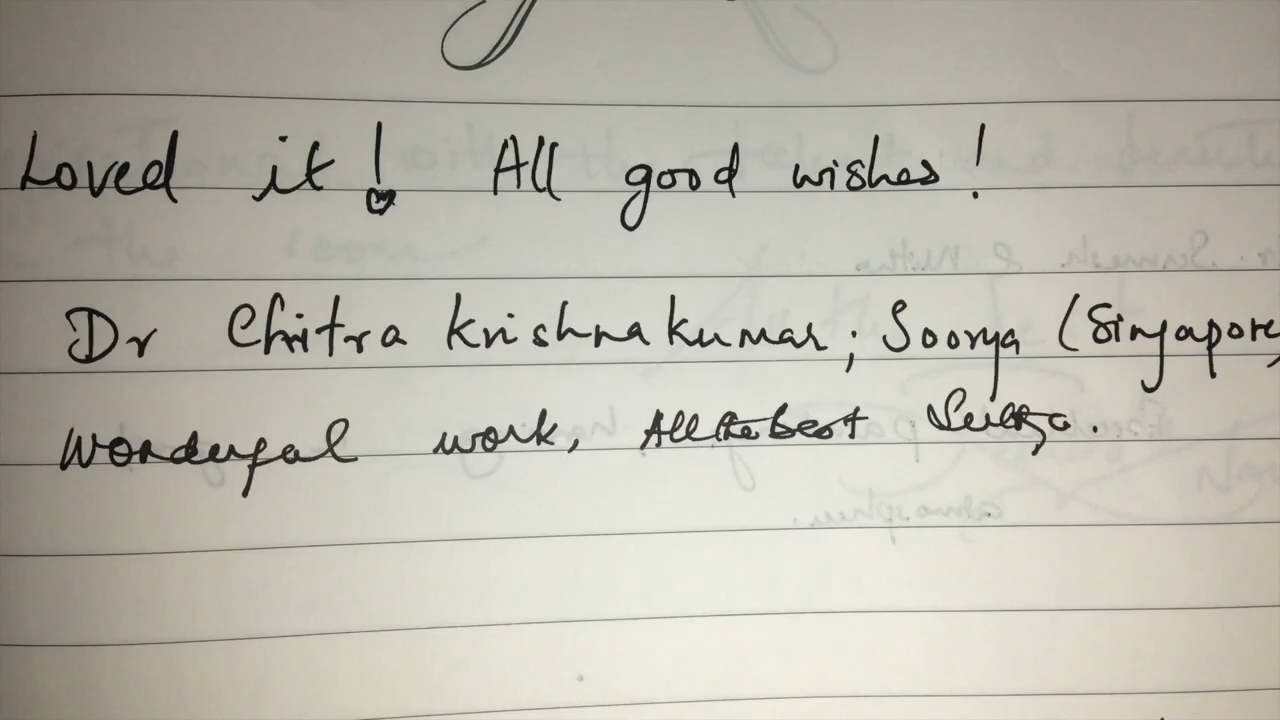 Loved it! All good wishes!
Dr Chitra Krishnakumar; Soorya (Singapore)
Wonderful work, All the best